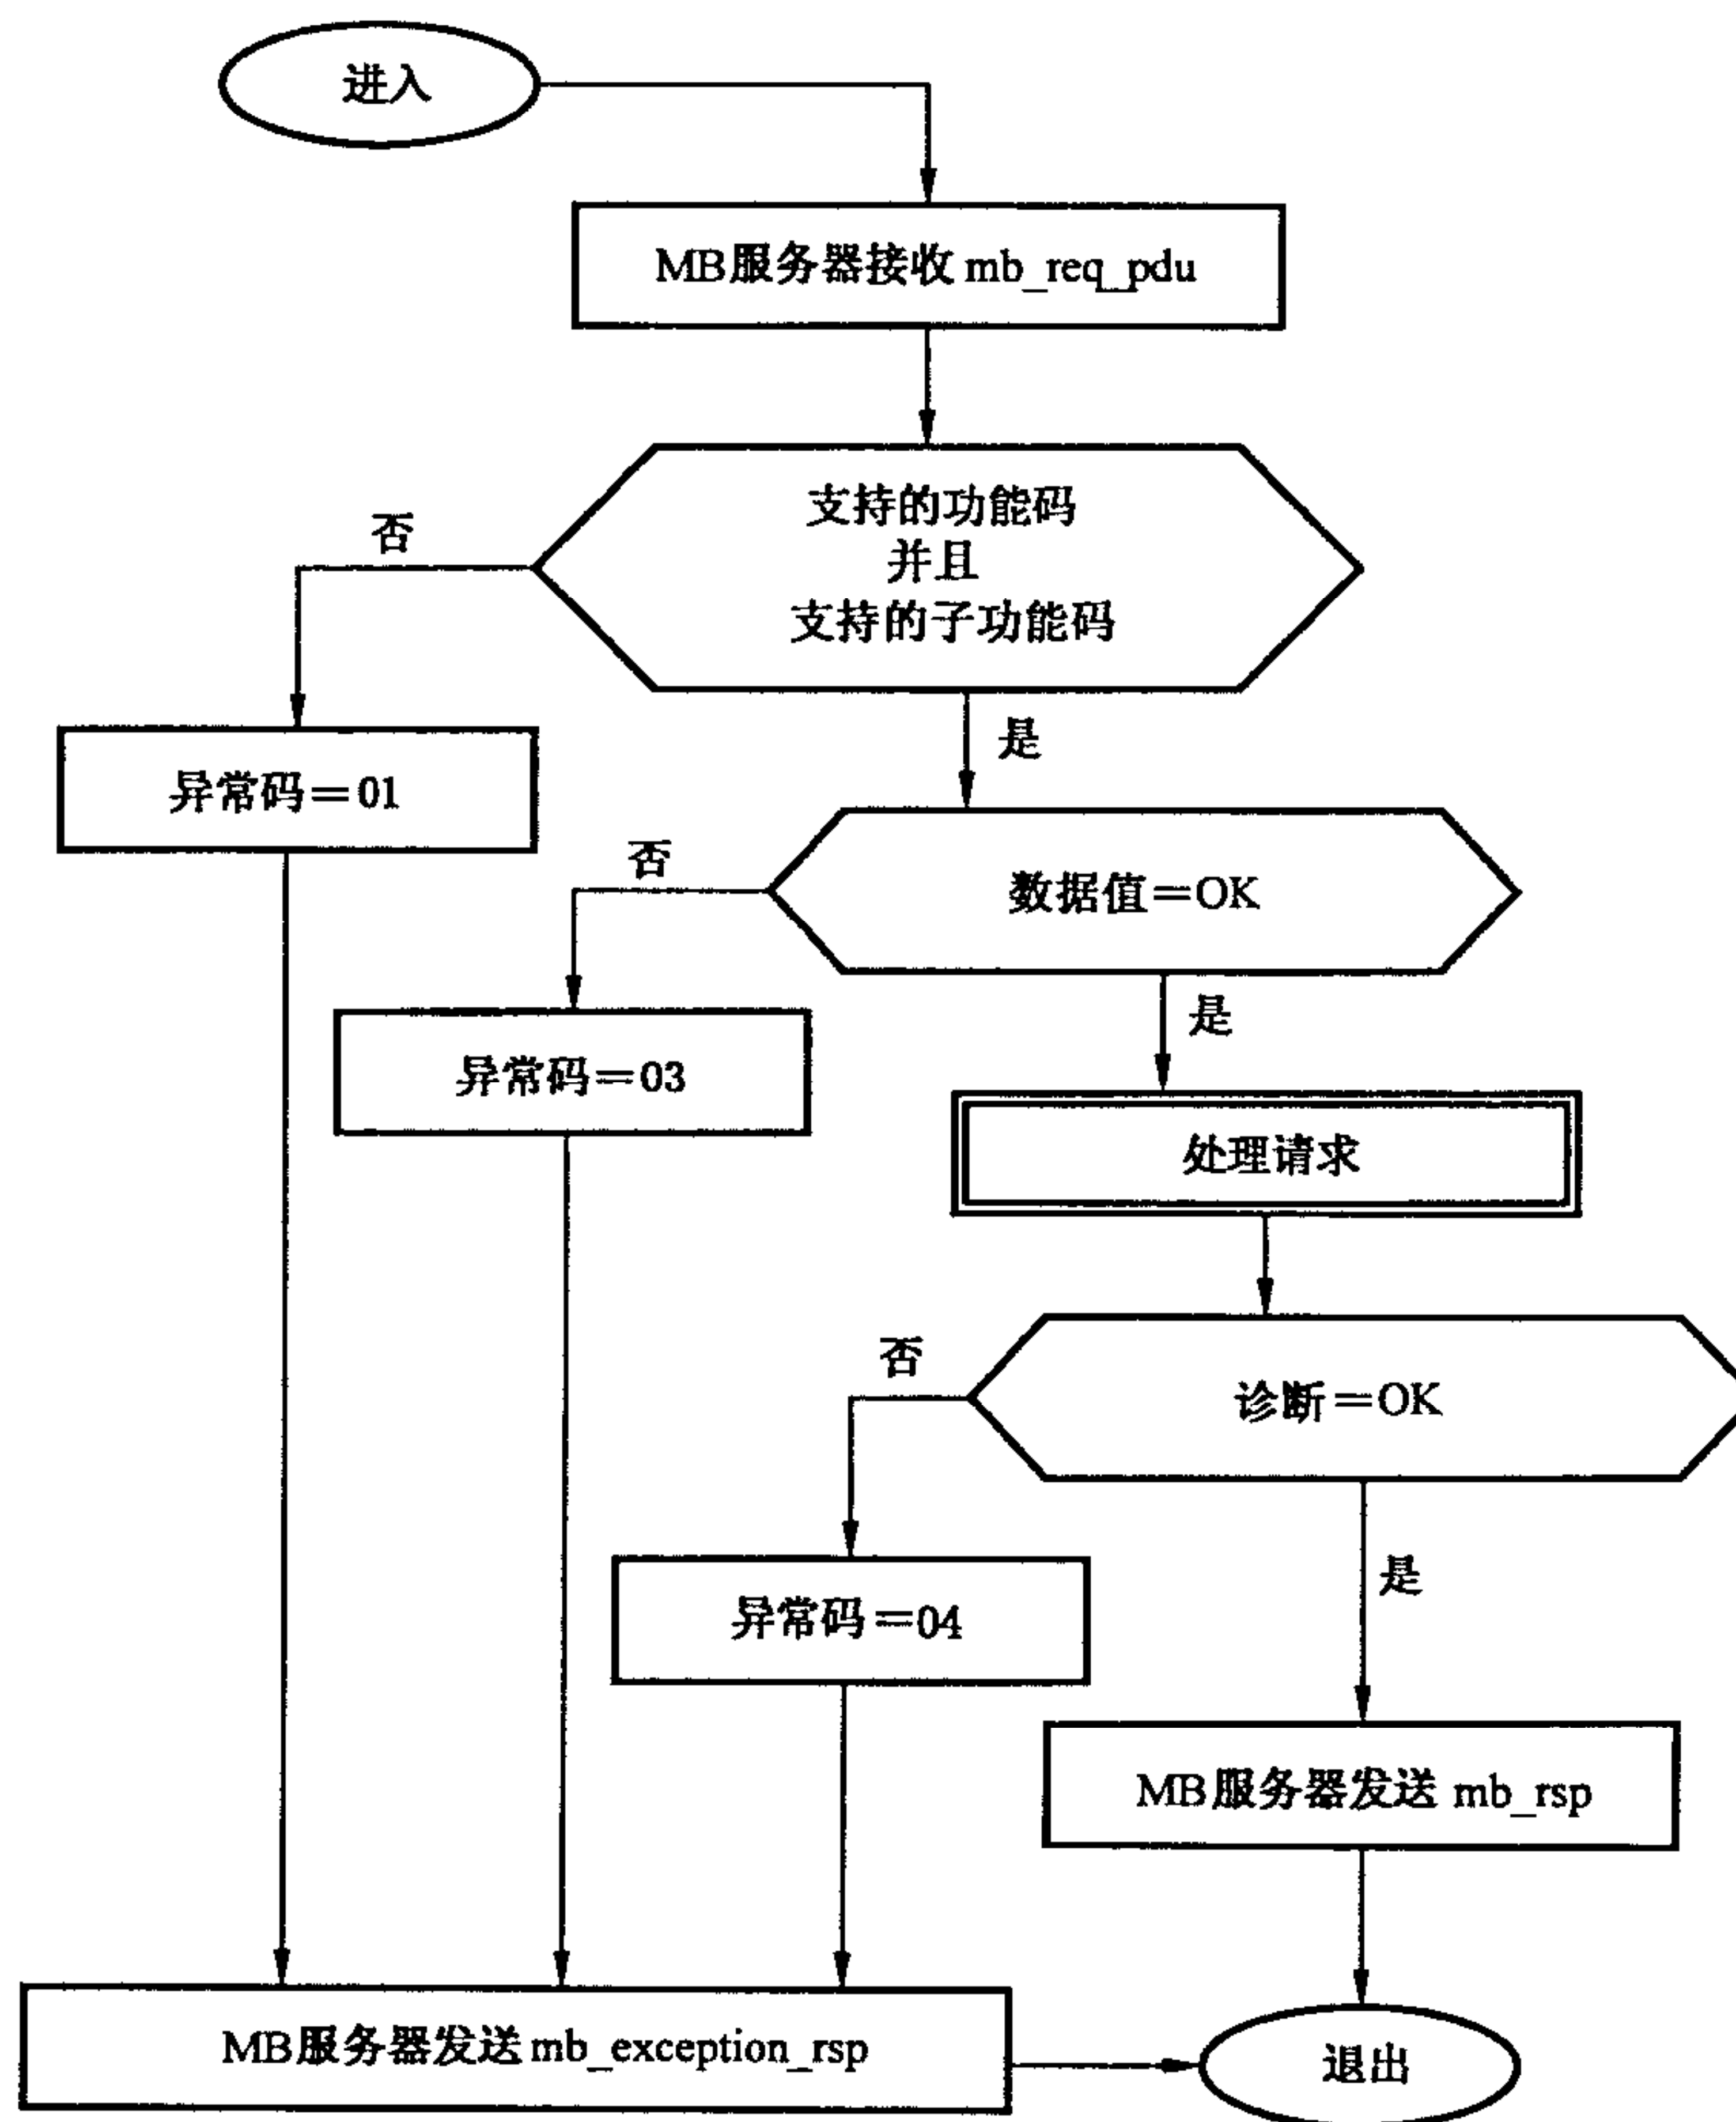 进入
MB服务器接收 mb_req_pdu
支持的功能码
并且
支持的子功能码
否
是
异常码=01
数据值=OK
否
是
异常码=03
处理请求
诊断=OK
否
是
异常码=04
MB服务器发送 mb_rsp
MB服务器发送 mb_exception_rsp
退出